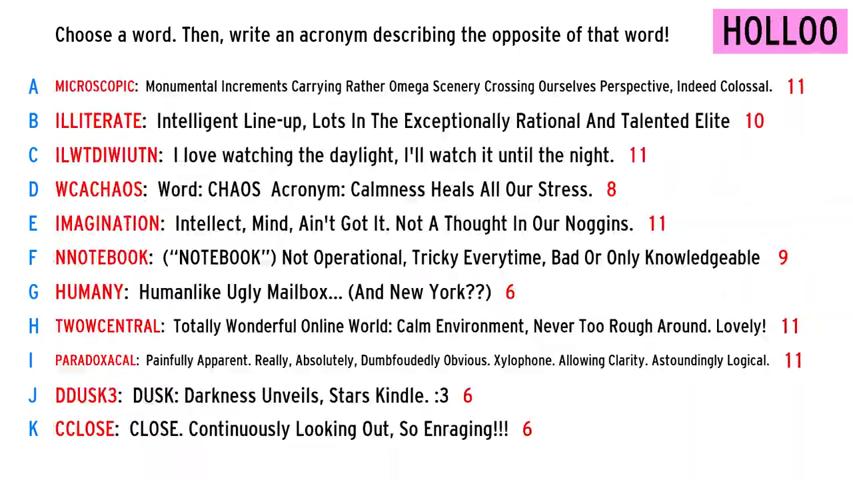 Choose a word. Then, write an acronym describing the opposite of that word!
HOLLOO
A MICROSCOPIC: Monumental Increments Carrying Rather Omega Scenery Crossing Ourselves Perspective, Indeed Colossal. 11
B ILLITERATE: Intelligent Line-up, Lots In The Exceptionally Rational And Talented Elite 10
C ILWTDIWIUTN: I love watching the daylight, I'll watch it until the night. 11
D WCACHAOS: Word: CHAOS Acronym: Calmness Heals All Our Stress. 8
E IMAGINATION: Intellect, Mind, Ain't Got It. Not A Thought In Our Noggins. 11
F NNOTEBOOK: (“NOTEBOOK”) Not Operational, Tricky Everytime, Bad Or Only Knowledgeable 9
G HUMANY: Humanlike Ugly Mailbox... (And New York??) 6
H TWOWCENTRAL: Totally Wonderful Online World: Calm Environment, Never Too Rough Around. Lovely! 11
I PARADOXACAL: Painfully Apparent. Really, Absolutely, Dumbfoudedly Obvious. Xylophone. Allowing Clarity. Astoundingly Logical. 11
J DDUSK3: DUSK: Darkness Unveils, Stars Kindle. :3 6
K CCLOSE: CLOSE. Continuously Looking Out, So Enraging!!! 6